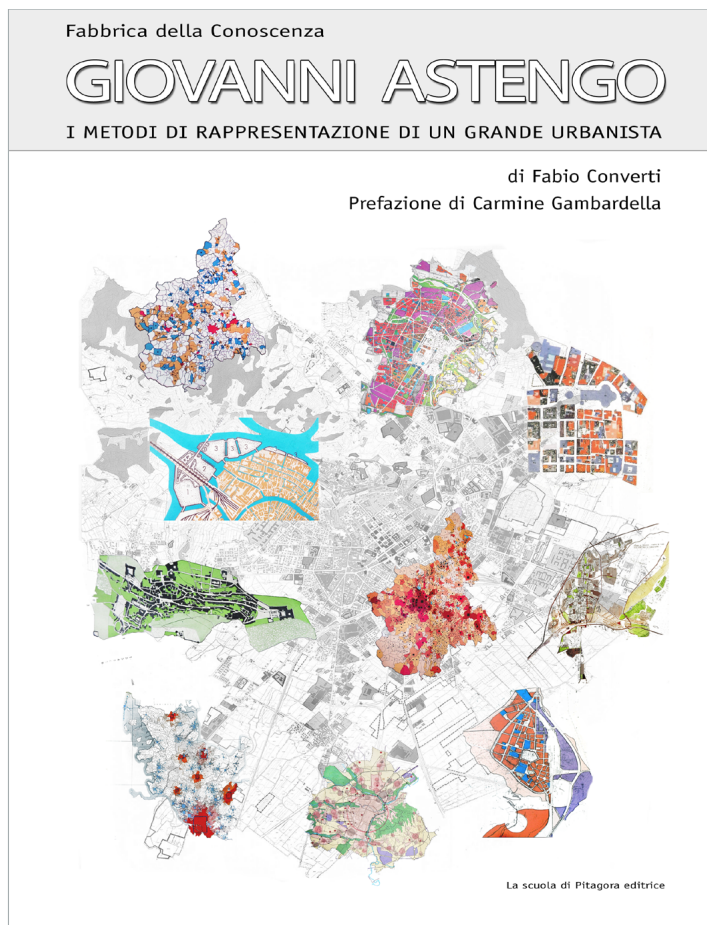 Fabbrica della Conoscenza
GIOVANNI ASTENGO
I METODI DI RAPPRESENTAZIONE DI UN GRANDE URBANISTA
di Fabio Converti
Prefazione di Carmine Gambardella
La scuola di Pitagora editrice